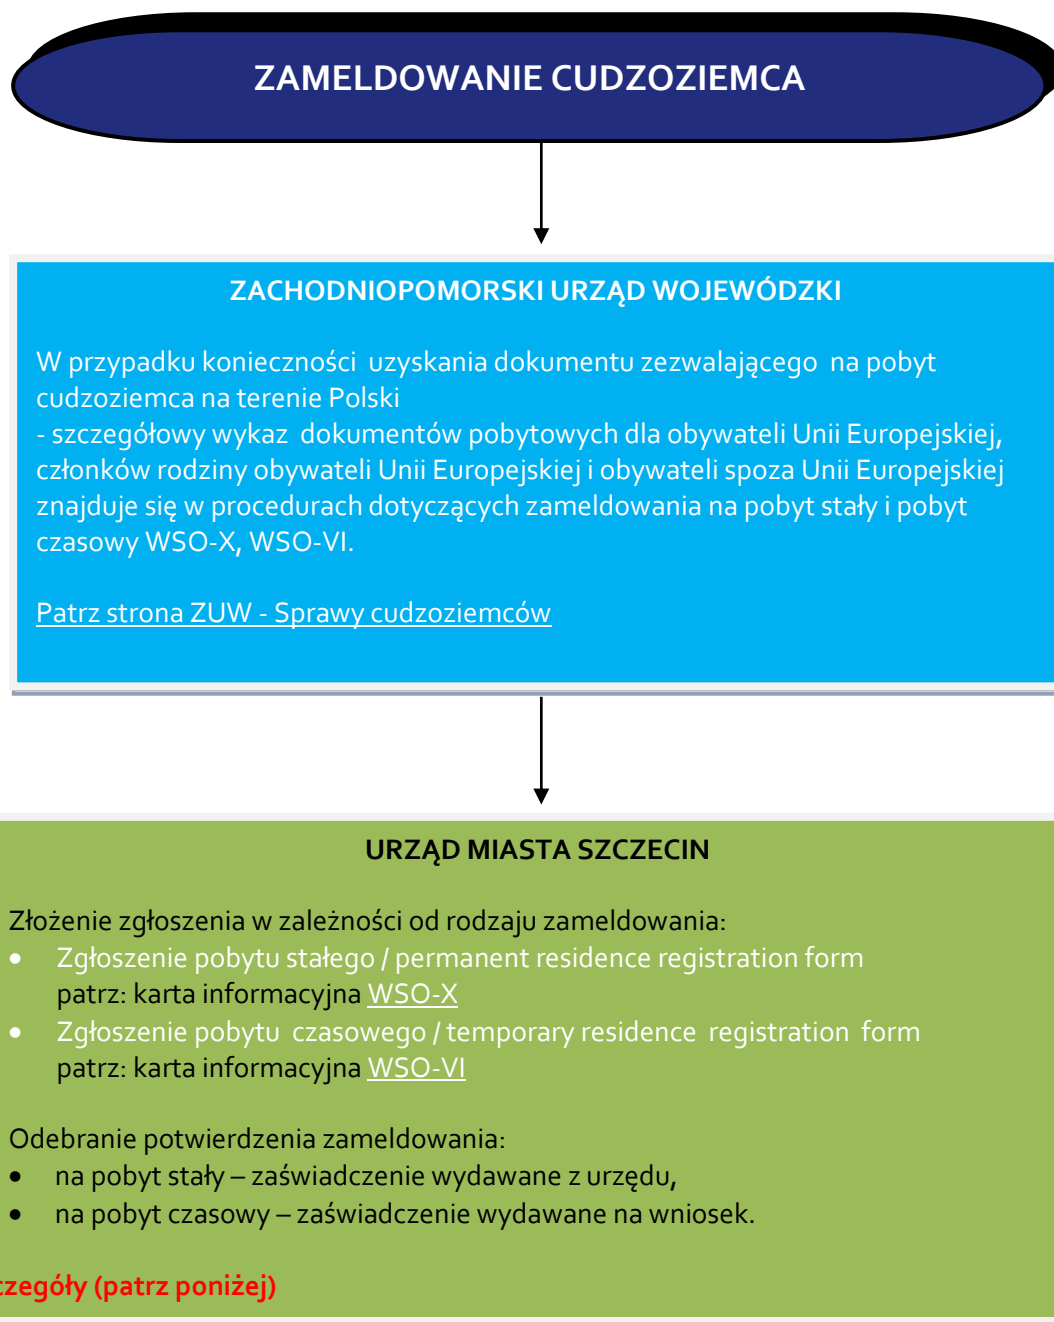 ZAMELDOWANIE CUDZOZIEMCA
ZACHODNIOPOMORSKI URZĄD WOJEWÓDZKI
W przypadku konieczności uzyskania dokumentu zezwalającego na pobyt
cudzoziemca na terenie Polski
- szczegółowy wykaz dokumentów pobytowych dla obywateli Unii Europejskiej,
członków rodziny obywateli Unii Europejskiej i obywateli spoza Unii Europejskiej
znajduje się w procedurach dotyczących zameldowania na pobyt stały i pobyt
czasowy WSO-X, WSO-VI.
Patrz strona ZUW - Sprawy cudzoziemców
URZĄD MIASTA SZCZECIN
Złożenie zgłoszenia w zależności od rodzaju zameldowania:
• Zgłoszenie pobytu stałego / permanent residence registration form
patrz: karta informacyjna WSO-X
• Zgłoszenie pobytu czasowego / temporary residence registration form
patrz: karta informacyjna WSO-VI
Odebranie potwierdzenia zameldowania:
• na pobyt stały – zaświadczenie wydawane z urzędu,
• na pobyt czasowy – zaświadczenie wydawane na wniosek.
czegóły (patrz poniżej)